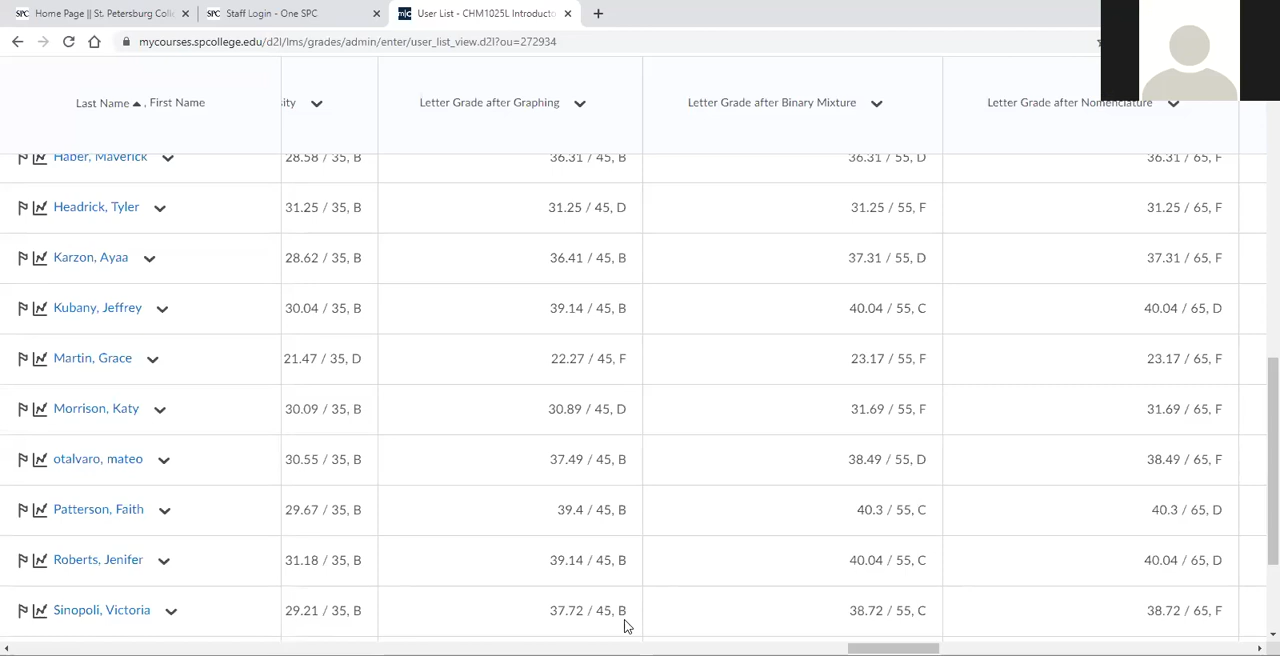 SPC Home Page || St. Petersburg Colle SPC Staff Login - One SPC m|c User List - CHM1025L Introducto
mycourses.spcollege.edu/d2l/lms/grades/admin/enter/user_list_view.d2l?ou=272934
Last Name , First Name sity Letter Grade after Graphing Letter Grade after Binary Mixture Letter Grade after Nomenclature
Haber, Maverick 28.58 / 35, B 36.31 / 45, B 36.31 / 55, D 36.31 / 65, F
Headrick, Tyler 31.25 / 35, B 31.25 / 45, D 31.25 / 55, F 31.25 / 65, F
Karzon, Ayaa 28.62 / 35, B 36.41 / 45, B 37.31 / 55, D 37.31 / 65, F
Kubany, Jeffrey 30.04 / 35, B 39.14 / 45, B 40.04 / 55, C 40.04 / 65, D
Martin, Grace 21.47 / 35, D 22.27 / 45, F 23.17 / 55, F 23.17 / 65, F
Morrison, Katy 30.09 / 35, B 30.89 / 45, D 31.69 / 55, F 31.69 / 65, F
otalvaro, mateo 30.55 / 35, B 37.49 / 45, B 38.49 / 55, D 38.49 / 65, F
Patterson, Faith 29.67 / 35, B 39.4 / 45, B 40.3 / 55, C 40.3 / 65, D
Roberts, Jenifer 31.18 / 35, B 39.14 / 45, B 40.04 / 55, C 40.04 / 65, D
Sinopoli, Victoria 29.21 / 35, B 37.72 / 45, B 38.72 / 55, C 38.72 / 65, F